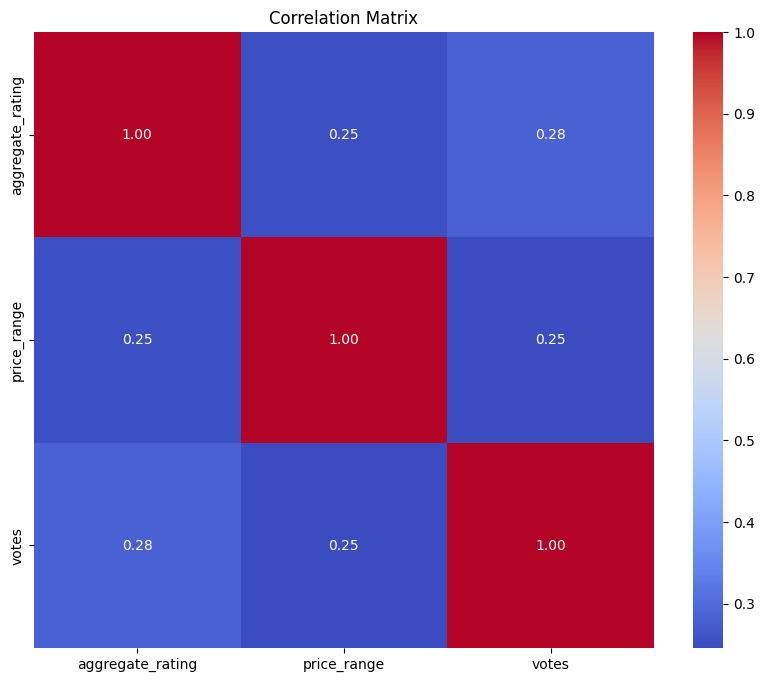 Correlation Matrix
aggregate_rating
1.00
0.25
0.28
price_range
0.25
1.00
0.25
votes
0.28
0.25
1.00
aggregate_rating
price_range
votes
1.0
0.9
0.8
0.7
0.6
0.5
0.4
0.3